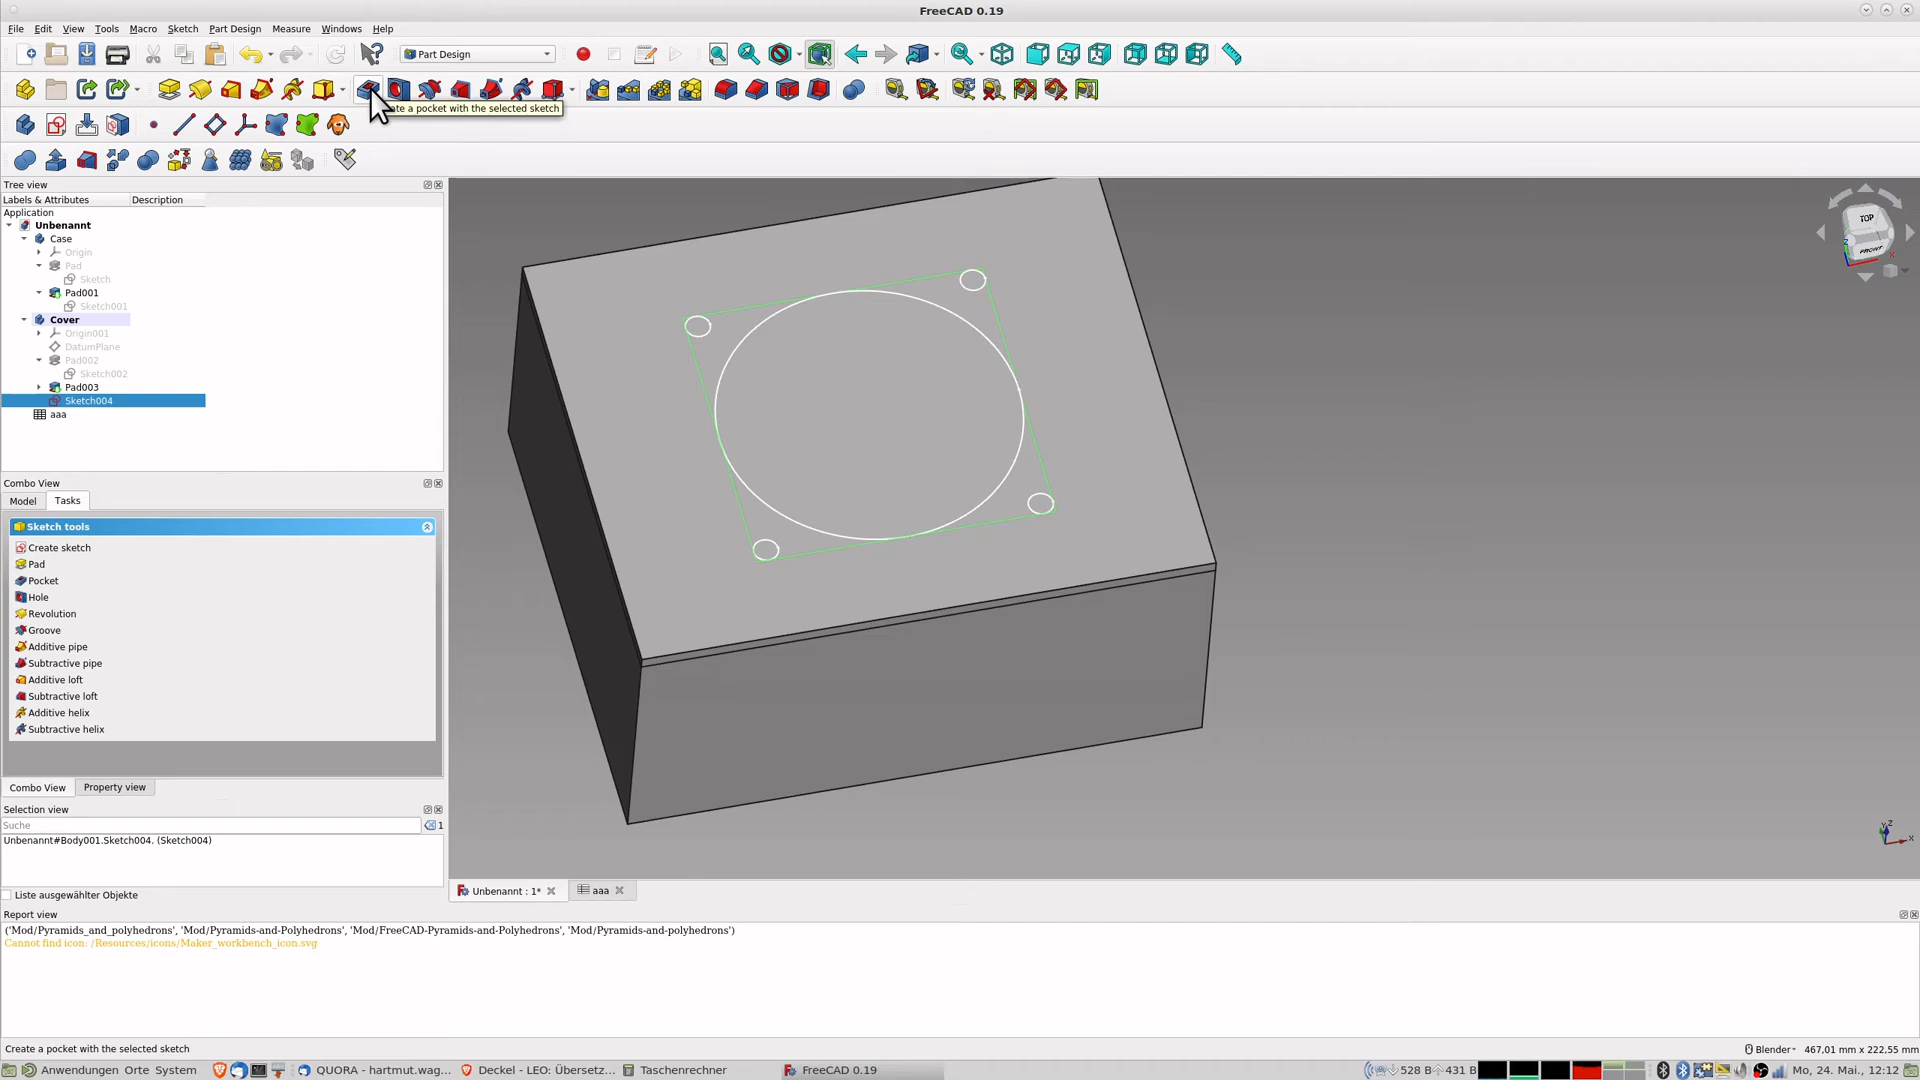 FreeCAD 0.19
File Edit View Tools Macro Sketch Part Design Measure Windows Help
Part Design
ate a pocket with the selected sketch
Tree view
Labels & Attributes Description
Application
Unbenannt
Case
Origin
Pad
Sketch
Pad001
Sketch001
Cover
Origin001
DatumPlane
Pad002
Sketch002
Pad003
Sketch004
aaa
TOP
FRONT
Combo View
Model Tasks
Sketch tools
Create sketch
Pad
Pocket
Hole
Revolution
Groove
Additive pipe
Subtractive pipe
Additive loft
Subtractive loft
Additive helix
Subtractive helix
Combo View Property view
Selection view
Suche 1
Unbenannt#Body001.Sketch004. (Sketch004)
Liste ausgewählter Objekte
Unbenannt : 1* aaa
Report view
('Mod/Pyramids_and_polyhedrons', 'Mod/Pyramids-and-Polyhedrons', 'Mod/FreeCAD-Pyramids-and-Polyhedrons', 'Mod/Pyramids-and-polyhedrons')
Cannot find icon: /Resources/icons/Maker_workbench_icon.svg
Create a pocket with the selected sketch
Blender 467,01 mm x 222,55 mm
Anwendungen Orte System QUORA - hartmut.wag... Deckel - LEO: Übersetz... Taschenrechner FreeCAD 0.19 528 B 431 B Mo, 24. Mai., 12:12